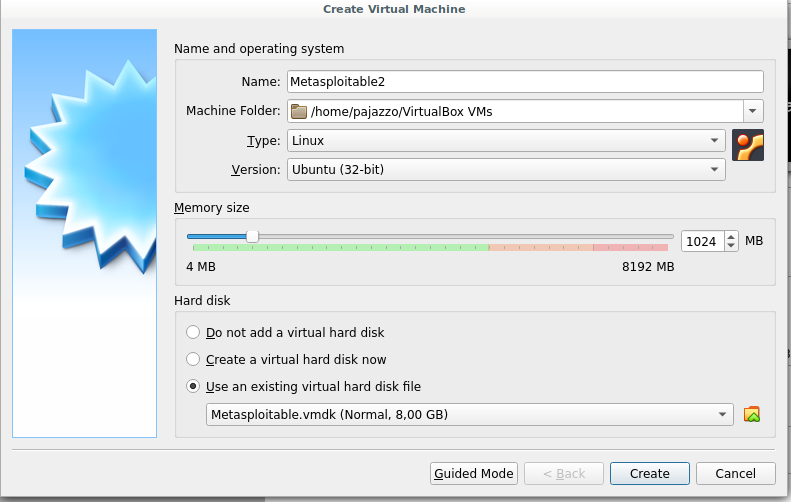 Create Virtual Machine
Name and operating system
Name: Metasploitable2
Machine Folder: /home/pajazzo/VirtualBox VMs
Type: Linux
Version: Ubuntu (32-bit)
Memory size
1024 MB
4 MB 8192 MB
Hard disk
Do not add a virtual hard disk
Create a virtual hard disk now
Use an existing virtual hard disk file
Metasploitable.vmdk (Normal, 8,00 GB)
Guided Mode < Back Create Cancel